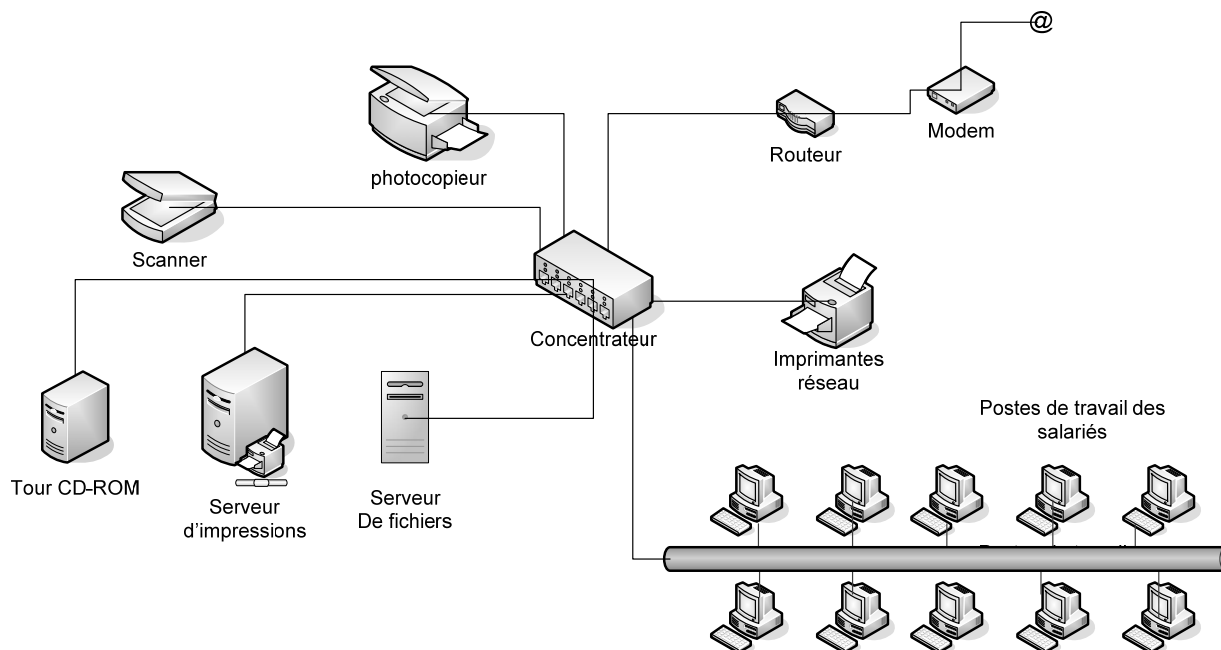 @
Modem
Routeur
photocopieur
Scanner
Concentrateur
Imprimantes
réseau
Tour CD-ROM
Serveur
d'impressions
Serveur
De fichiers
Postes de travail des
salariés